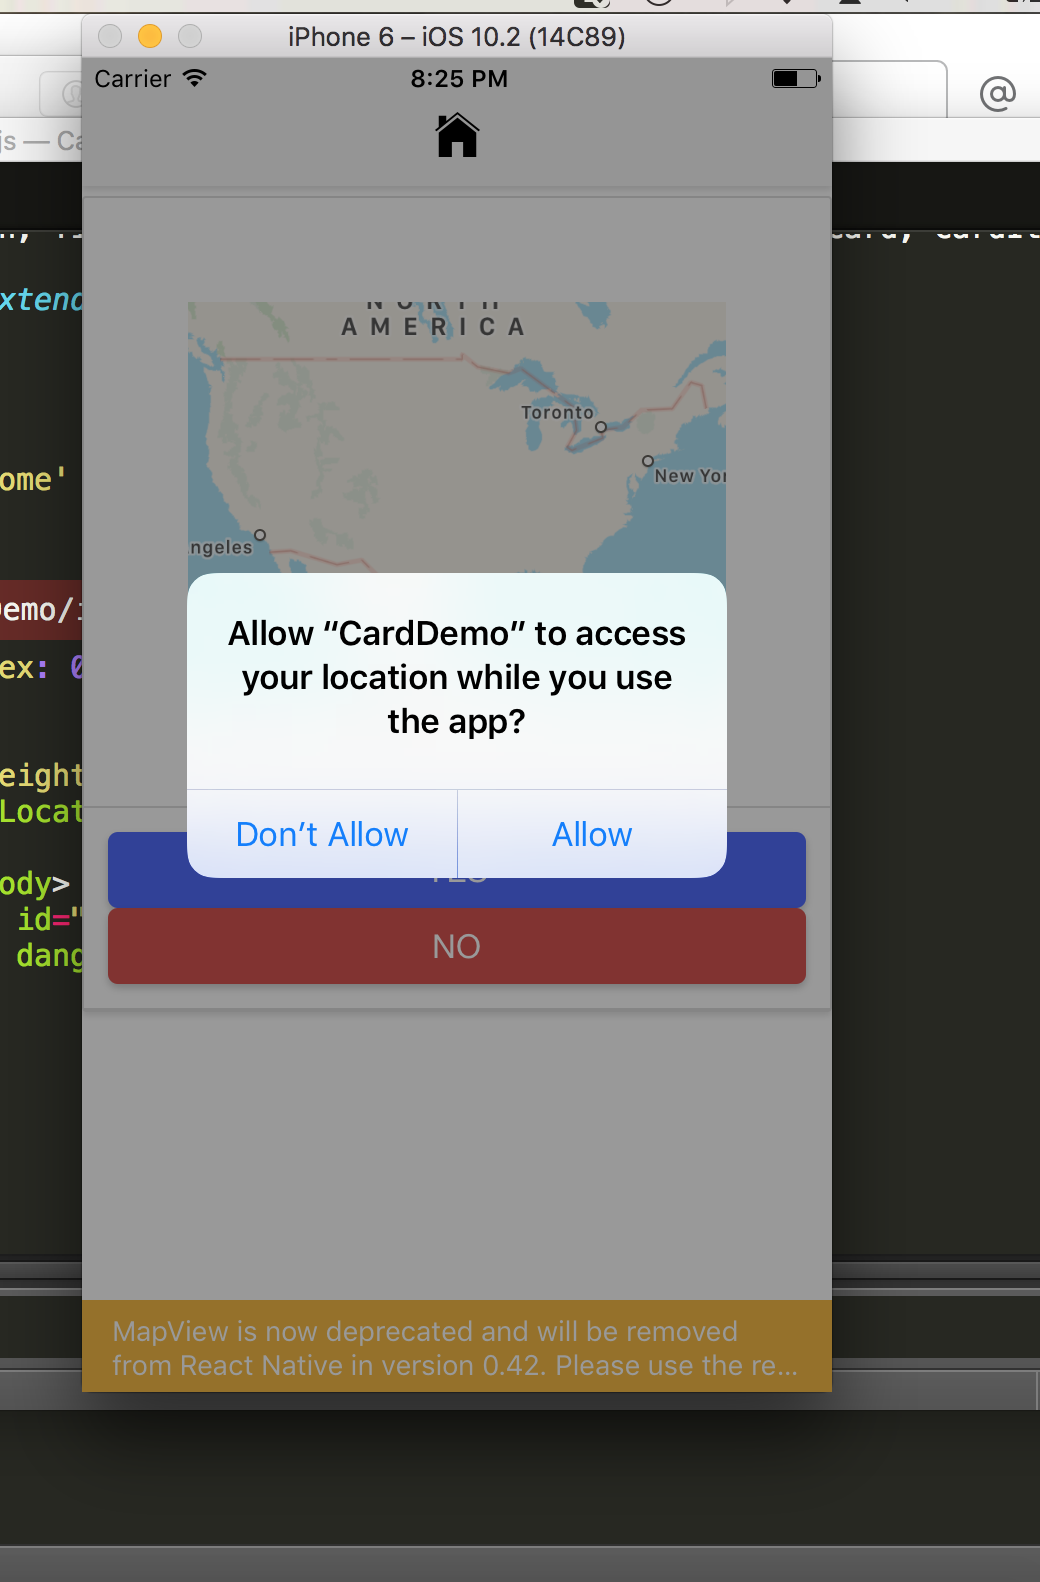 iPhone 6 – iOS 10.2 (14C89)
Carrier
8:25 PM
@
js — Ca
xtend
AMERICA
Toronto
New Yor
ngeles
ome'
Demo/
ex: 0
eight
Locat
ody>
id="
dang
Allow “CardDemo” to access
your location while you use
the app?
Don’t Allow
Allow
NO
MapView is now deprecated and will be removed
from React Native in version 0.42. Please use the re...